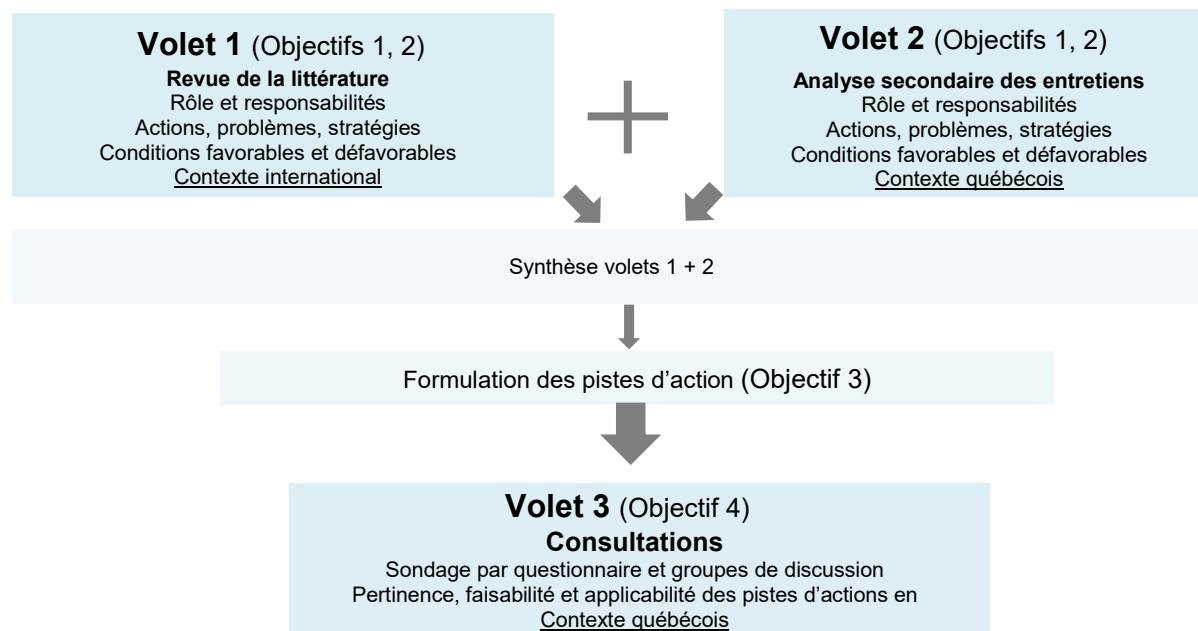 Volet 1 (Objectifs 1, 2)
Revue de la littérature
Rôle et responsabilités
Actions, problèmes, stratégies
Conditions favorables et défavorables
Contexte international
Volet 2 (Objectifs 1, 2)
Analyse secondaire des entretiens
Rôle et responsabilités
Actions, problèmes, stratégies
Conditions favorables et défavorables
Contexte québécois
Synthèse volets 1 + 2
Formulation des pistes d’action (Objectif 3)
Volet 3 (Objectif 4)
Consultations
Sondage par questionnaire et groupes de discussion
Pertinence, faisabilité et applicabilité des pistes d’actions en
Contexte québécois